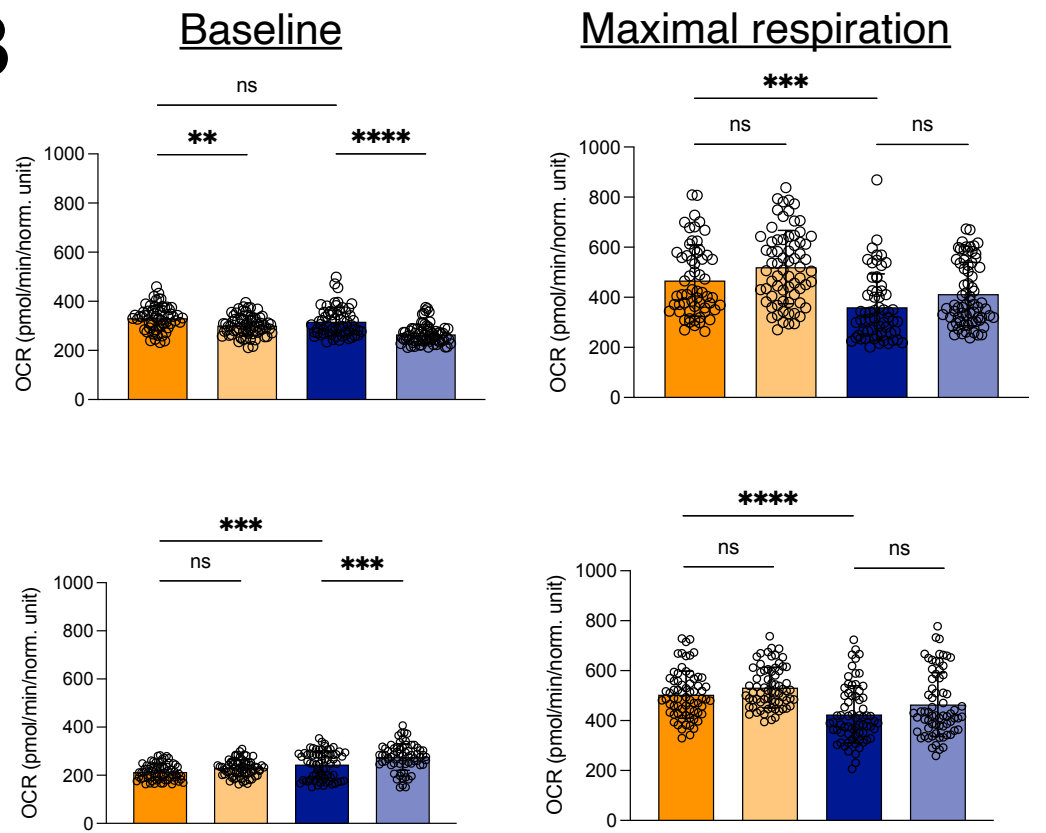 B
Baseline
Maximal respiration
ns
** ****
OCR (pmol/min/norm. unit)
1000
800
600
400
200
0
***
ns ns
OCR (pmol/min/norm. unit)
1000
800
600
400
200
0
***
ns ***
OCR (pmol/min/norm. unit)
1000
800
600
400
200
0
****
ns ns
OCR (pmol/min/norm. unit)
1000
800
600
400
200
0